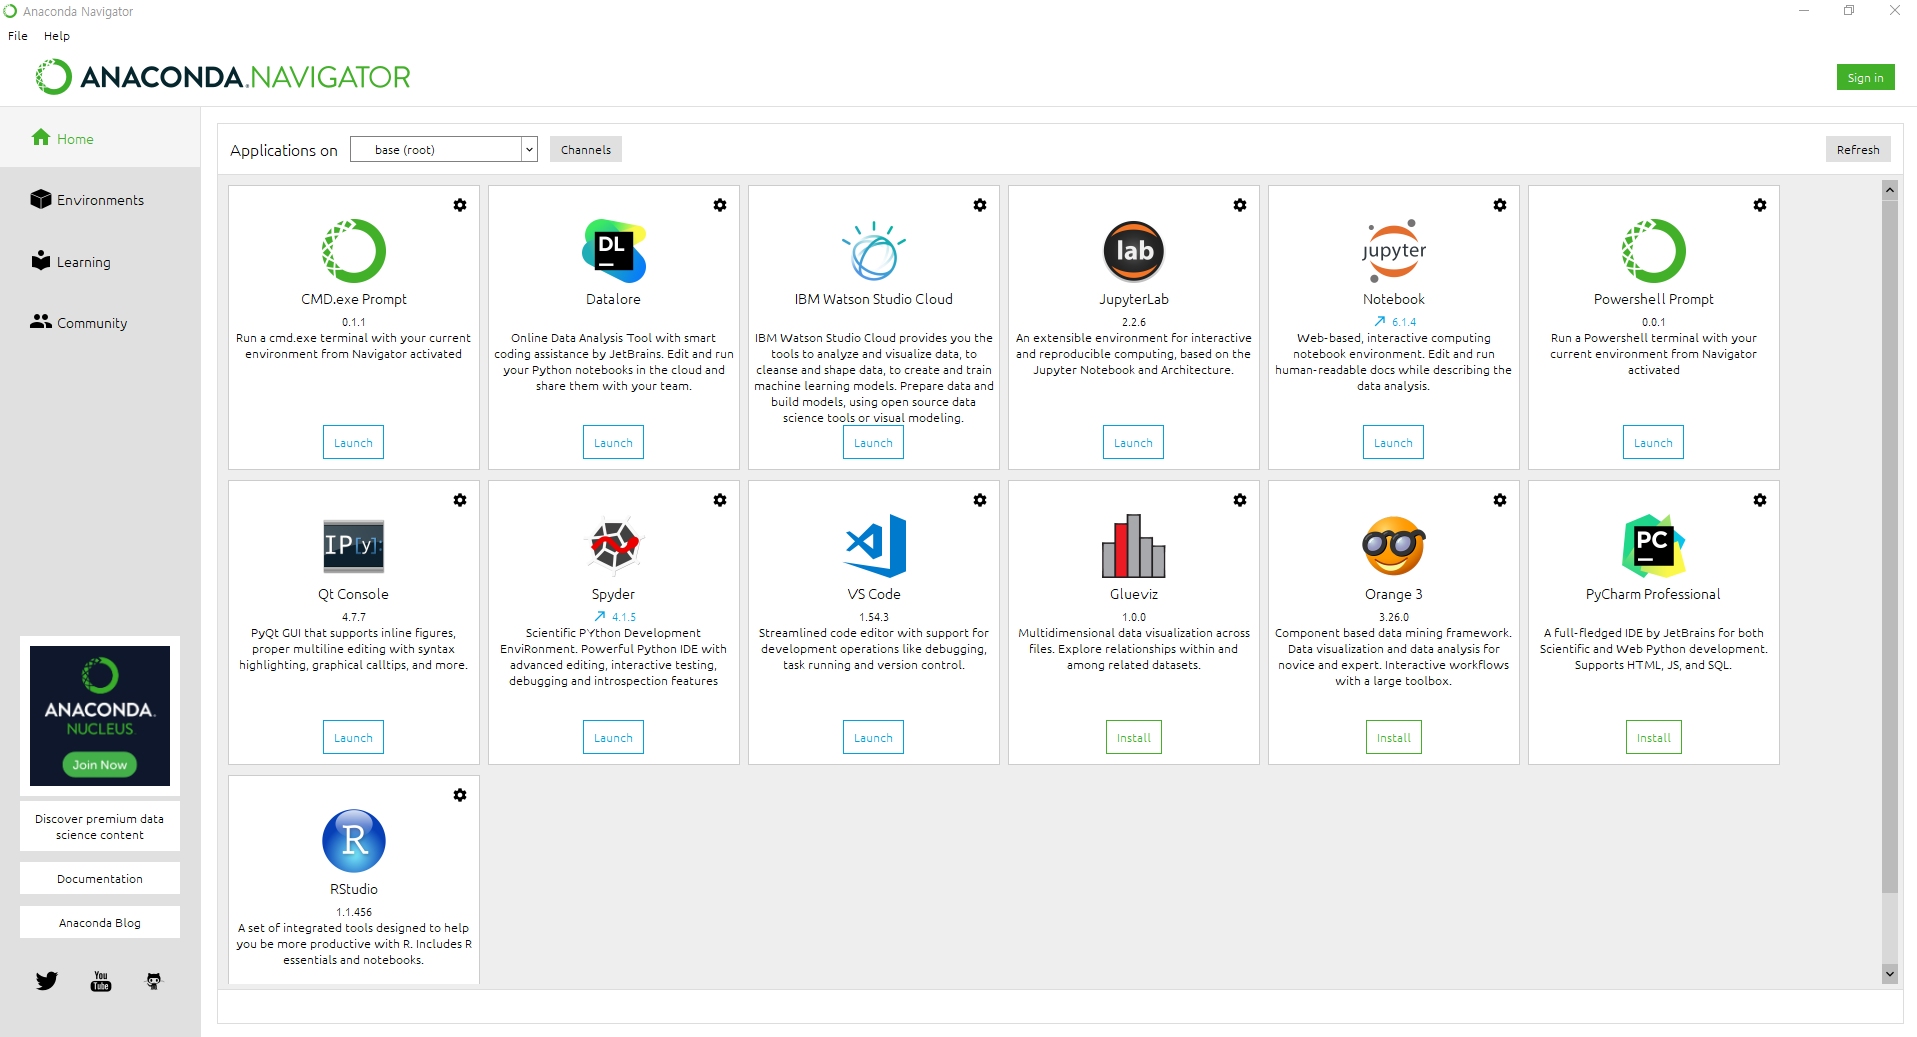 Anaconda Navigator
File Help
ANACONDA.NAVIGATOR
Sign in
Home
Environments
Learning
Community
ANACONDA.
NUCLEUS
Join Now
Discover premium data
science content
Documentation
Anaconda Blog
You
Tube
Applications on base (root) Channels Refresh
CMD.exe Prompt
0.1.1
Run a cmd.exe terminal with your current
environment from Navigator activated
Launch
DL
Datalore
Online Data Analysis Tool with smart
coding assistance by JetBrains. Edit and run
your Python notebooks in the cloud and
share them with your team.
Launch
IBM Watson Studio Cloud
IBM Watson Studio Cloud provides you the
tools to analyze and visualize data, to
cleanse and shape data, to create and train
machine learning models. Prepare data and
build models, using open source data
science tools or visual modeling.
Launch
lab
JupyterLab
2.2.6
An extensible environment for interactive
and reproducible computing, based on the
Jupyter Notebook and Architecture.
Launch
jupyter
Notebook
6.1.4
Web-based, interactive computing
notebook environment. Edit and run
human-readable docs while describing the
data analysis.
Launch
Powershell Prompt
0.0.1
Run a Powershell terminal with your
current environment from Navigator
activated
Launch
IP[y]:
Qt Console
4.7.7
PyQt GUI that supports inline figures,
proper multiline editing with syntax
highlighting, graphical calltips, and more.
Launch
Spyder
4.1.5
Scientific PYthon Development
EnviRonment. Powerful Python IDE with
advanced editing, interactive testing,
debugging and introspection features
Launch
VS Code
1.54.3
Streamlined code editor with support for
development operations like debugging,
task running and version control.
Launch
Glueviz
1.0.0
Multidimensional data visualization across
files. Explore relationships within and
among related datasets.
Install
Orange 3
3.26.0
Component based data mining framework.
Data visualization and data analysis for
novice and expert. Interactive workflows
with a large toolbox.
Install
PC
PyCharm Professional
A full-fledged IDE by JetBrains for both
Scientific and Web Python development.
Supports HTML, JS, and SQL.
Install
R
RStudio
1.1.456
A set of integrated tools designed to help
you be more productive with R. Includes R
essentials and notebooks.